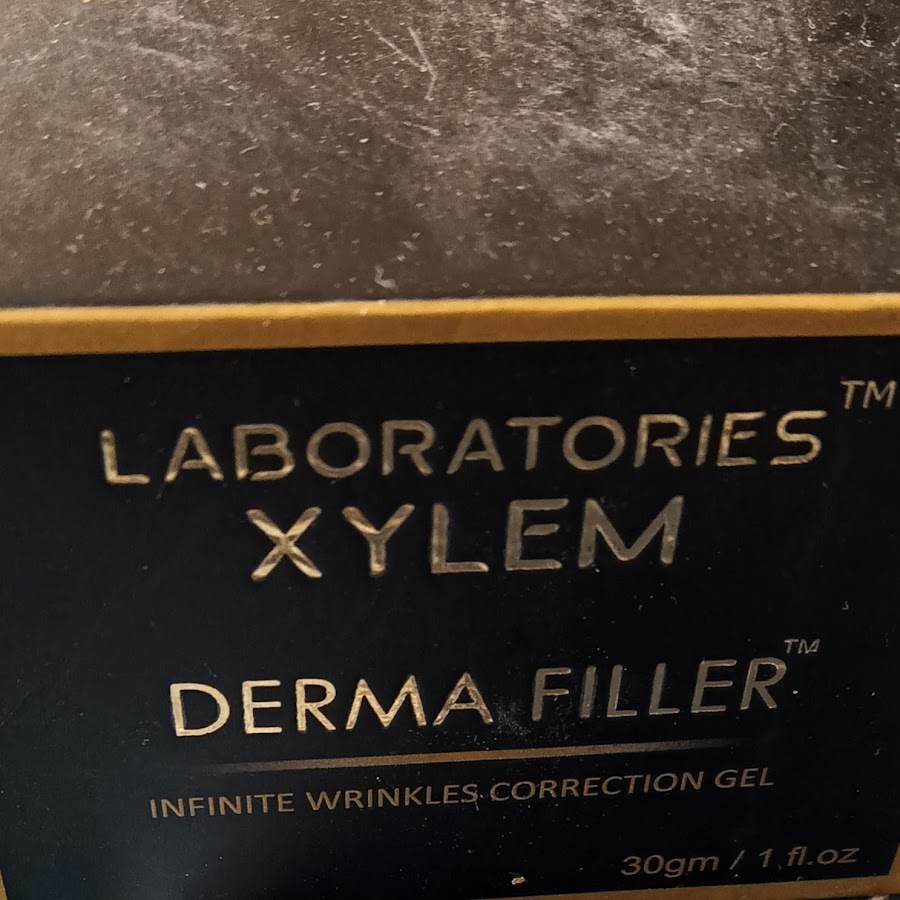 LABORATORIES™
XYLEM
DERMA FILLER™
INFINITE WRINKLES CORRECTION GEL
30gm / 1 fl.oz